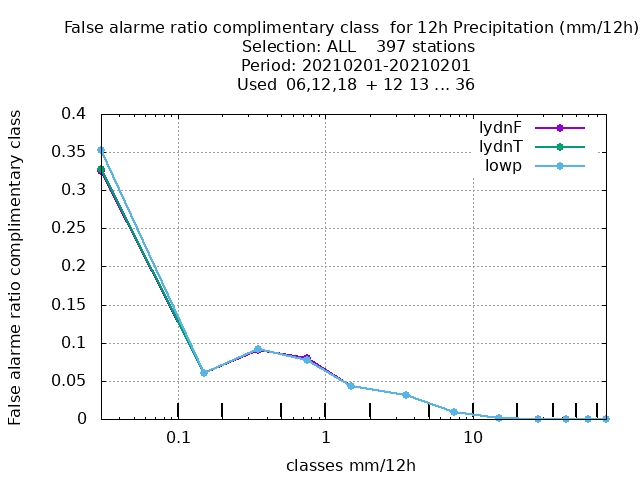 False alarme ratio complimentary class  for 12h Precipitation (mm/12h)
Selection: ALL    397 stations
Period: 20210201-20210201
Used  06,12,18  + 12 13 ... 36
False alarme ratio complimentary class
0.4
0.35
0.3
0.25
0.2
0.15
0.1
0.05
0
lydnF
lydnT
lowp
0.1 1 10
classes mm/12h